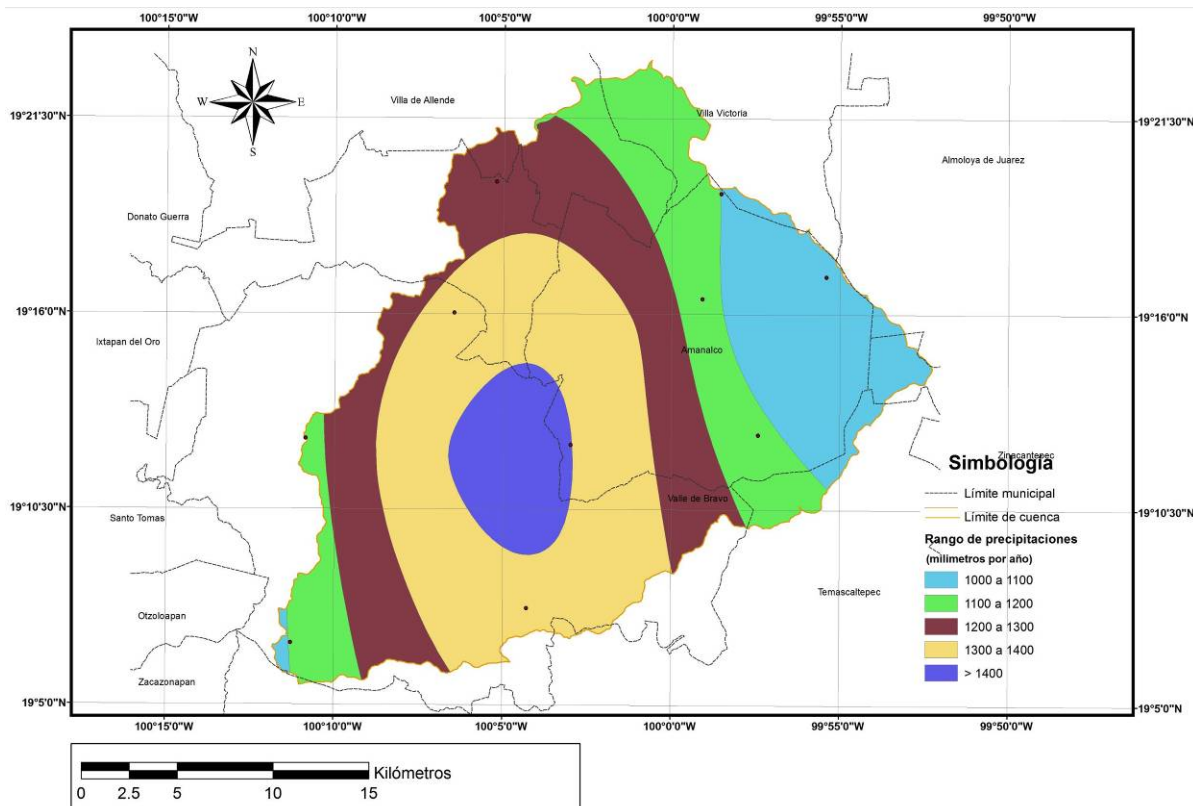 100°15'0"W 100°10'0"W 100°5'0"W 100°0'0"W 99°55'0"W 99°50'0"W
N
W E
S
Villa de Allende
Villa Victoria
19°21'30"N 19°21'30"N
Almoloya de Juarez
Donato Guerra
19°16'0"N 19°16'0"N
Ixtapan del Oro
Amanalco
Zinacantepec
Simbología
Límite municipal
Valle de Bravo
19°10'30"N 19°10'30"N
Santo Tomas
Límite de cuenca
Rango de precipitaciones
(milimetros por año)
1000 a 1100
Temascaltepec
1100 a 1200
Otzoloapan
1200 a 1300
1300 a 1400
> 1400
Zacazonapan
19°5'0"N 19°5'0"N
100°15'0"W 100°10'0"W 100°5'0"W 100°0'0"W 99°55'0"W 99°50'0"W
Kilómetros
0 2.5 5 10 15